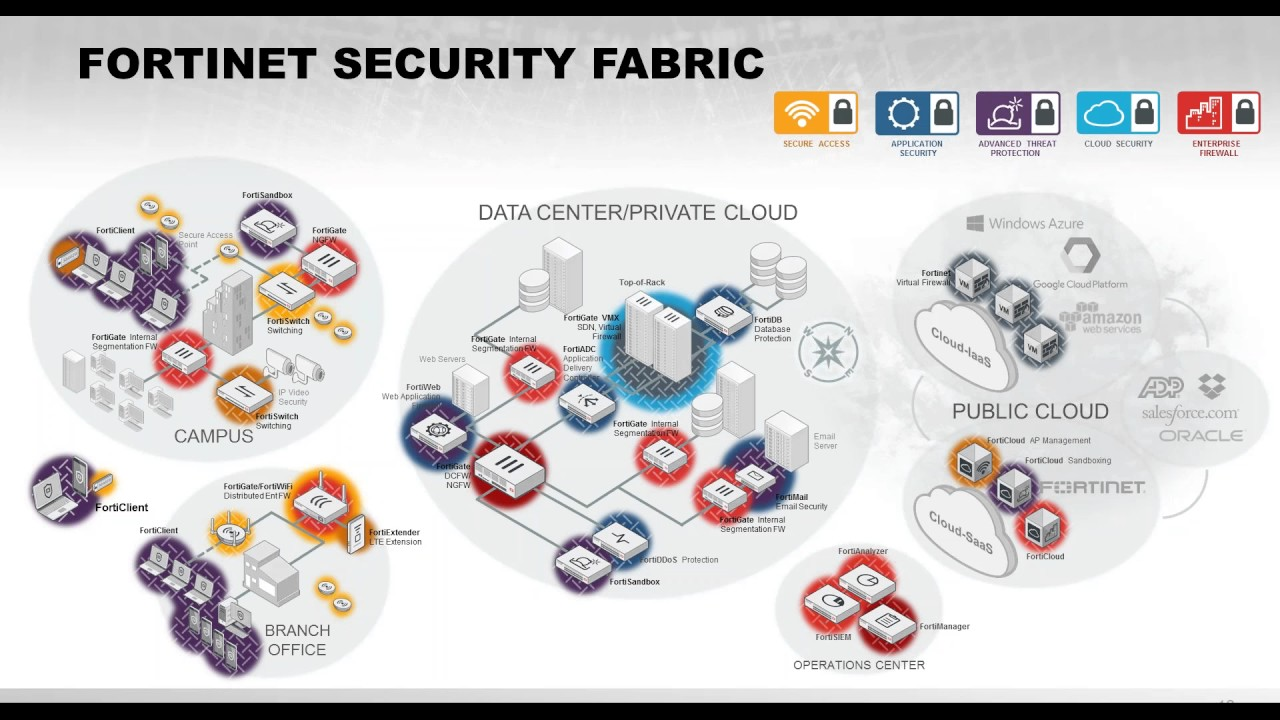 FORTINET SECURITY FABRIC
SECURE ACCESS
APPLICATION
SECURITY
ADVANCED THREAT
PROTECTION
CLOUD SECURITY
ENTERPRISE
FIREWALL
FortiSandbox
FortiClient
Secure Access
Point
FortiGate
NGFW
FortiSwitch
Switching
FortiGate Internal
Segmentation FW
IP Video
Security
FortiSwitch
Switching
CAMPUS
FortiClient
FortiGate/FortiWiFi
Distributed Ent FW
FortiClient
FortiExtender
LTE Extension
BRANCH
OFFICE
DATA CENTER/PRIVATE CLOUD
Top-of-Rack
FortiGate VMX
SDN, Virtual
Firewall
FortiDB
Database
Protection
FortiGate Internal
Segmentation FW
FortiADC
Application
Delivery
Web Servers
FortiWeb
Web Application
FortiGate Internal
Segmentation FW
Email
Server
FortiGate
DCFW/
NGFW
FortiMail
Email Security
FortiGate Internal
Segmentation FW
FortiDDoS Protection
FortiSandbox
N
E
S
W
FortiAnalyzer
FortiSIEM
FortiManager
OPERATIONS CENTER
Windows Azure
Fortinet
Virtual Firewall
VM
VM
VM
Google Cloud Platform
amazon
web services
Cloud-IaaS
ADP
salesforce.com
ORACLE
PUBLIC CLOUD
FortiCloud AP Management
FortiCloud Sandboxing
FORTINET
Cloud-SaaS
FortiCloud